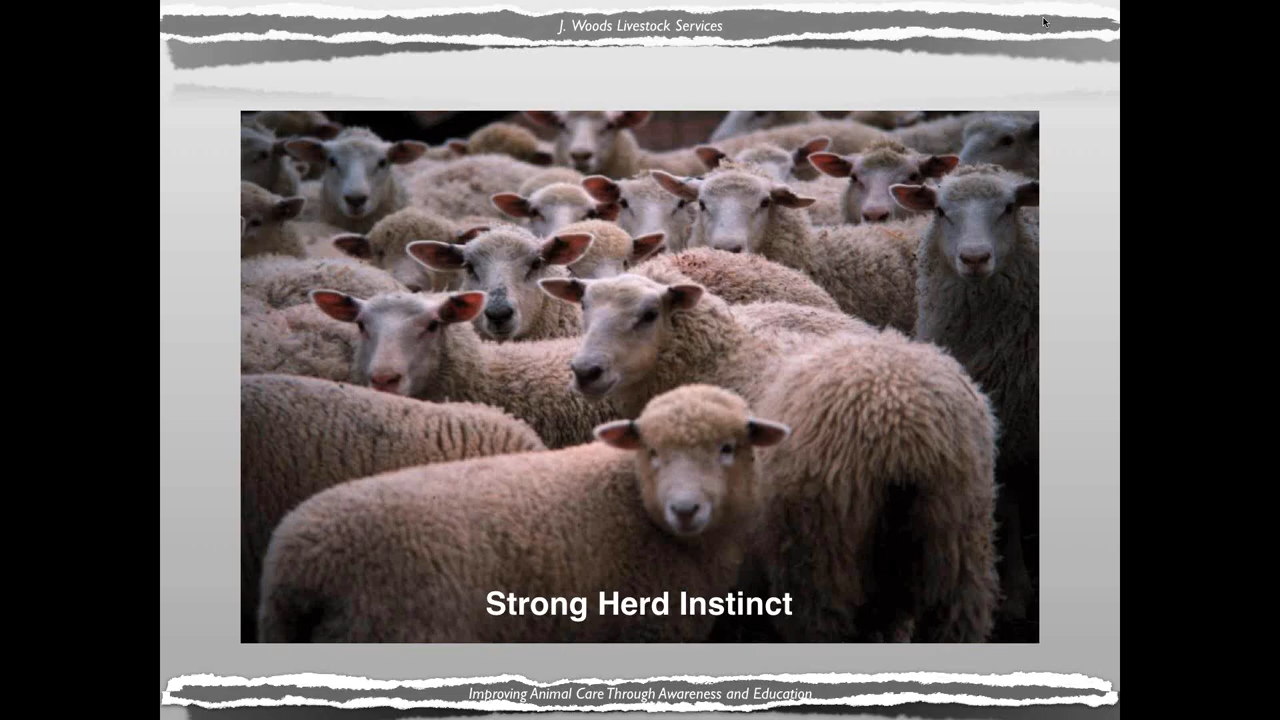 J. Woods Livestock Services
Strong Herd Instinct
Improving Animal Care Through Awareness and Education